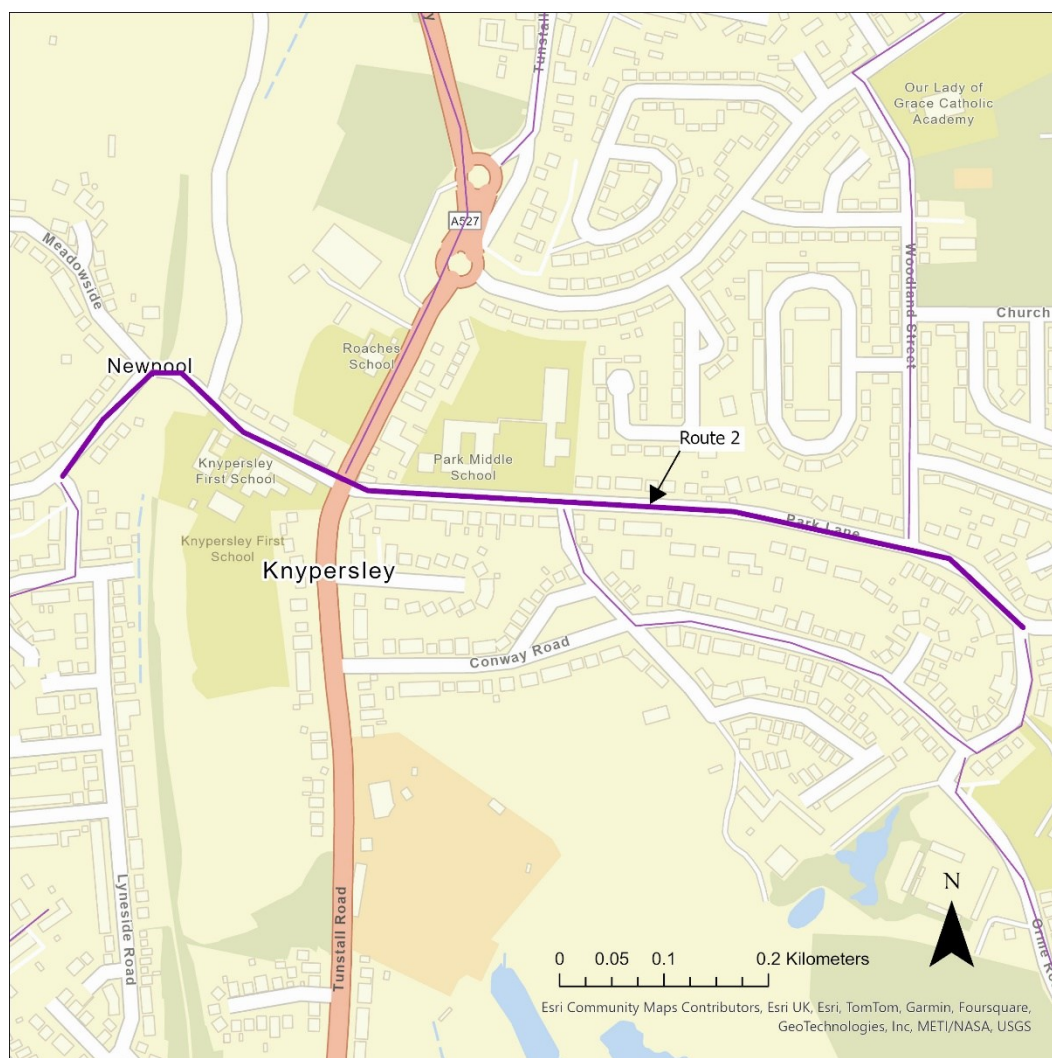 Tunstall
Our Lady of
Grace Catholic
Academy
A527
Meadowside
Woodland Street
Church
Roaches
School
Newpool
Route 2
Park Middle
School
Knypersley
First School
Park Lane
Knypersley First
School
Knypersley
Conway Road
Lyneside Road
Tunstall Road
N
Orme Ro
0 0.05 0.1 0.2 Kilometers
Esri Community Maps Contributors, Esri UK, Esri, TomTom, Garmin, Foursquare,
GeoTechnologies, Inc, METI/NASA, USGS